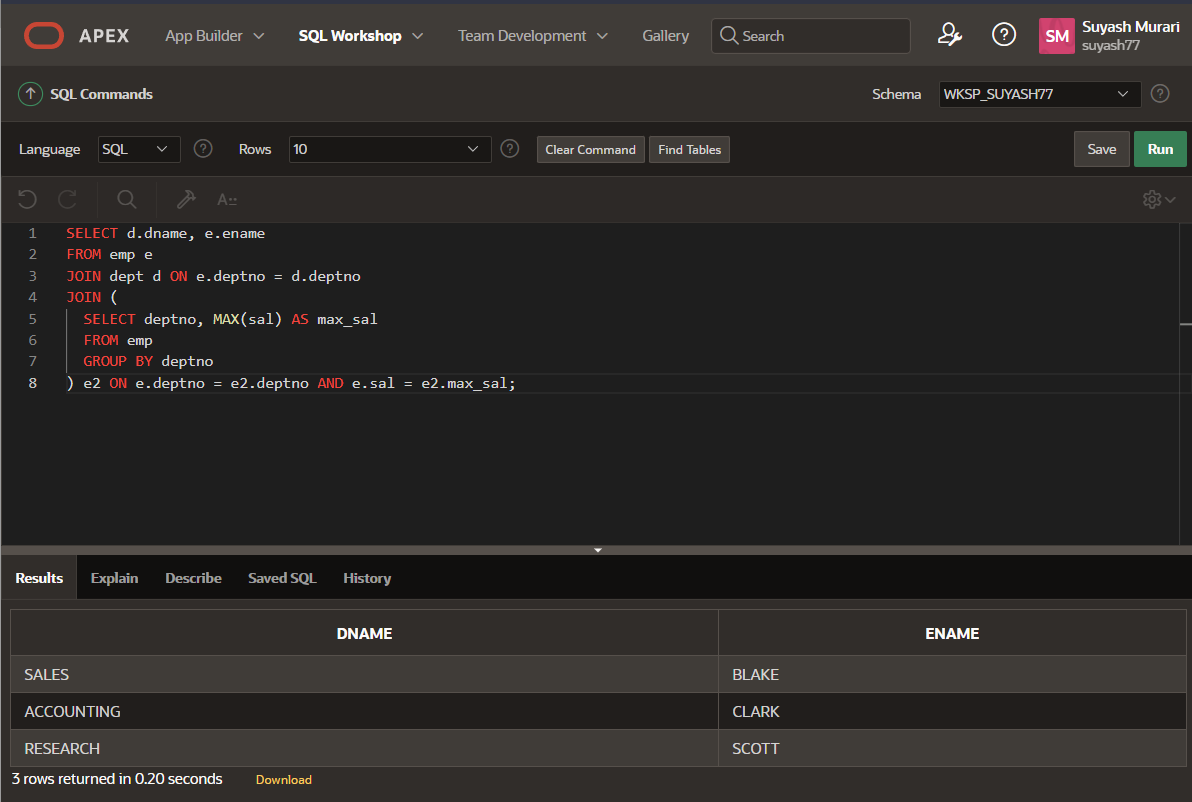 APEX App Builder SQL Workshop Team Development Gallery Search ? SM Suyash Murari
suyash77
SQL Commands Schema WKSP_SUYASH77 ?
Language SQL ? Rows 10 ? Clear Command Find Tables Save Run
A::
1 SELECT d.dname, e.ename
2 FROM emp e
3 JOIN dept d ON e.deptno = d.deptno
4 JOIN (
5 SELECT deptno, MAX(sal) AS max_sal
6 FROM emp
7 GROUP BY deptno
8 ) e2 ON e.deptno = e2.deptno AND e.sal = e2.max_sal;
Results Explain Describe Saved SQL History
DNAME ENAME
SALES BLAKE
ACCOUNTING CLARK
RESEARCH SCOTT
3 rows returned in 0.20 seconds Download